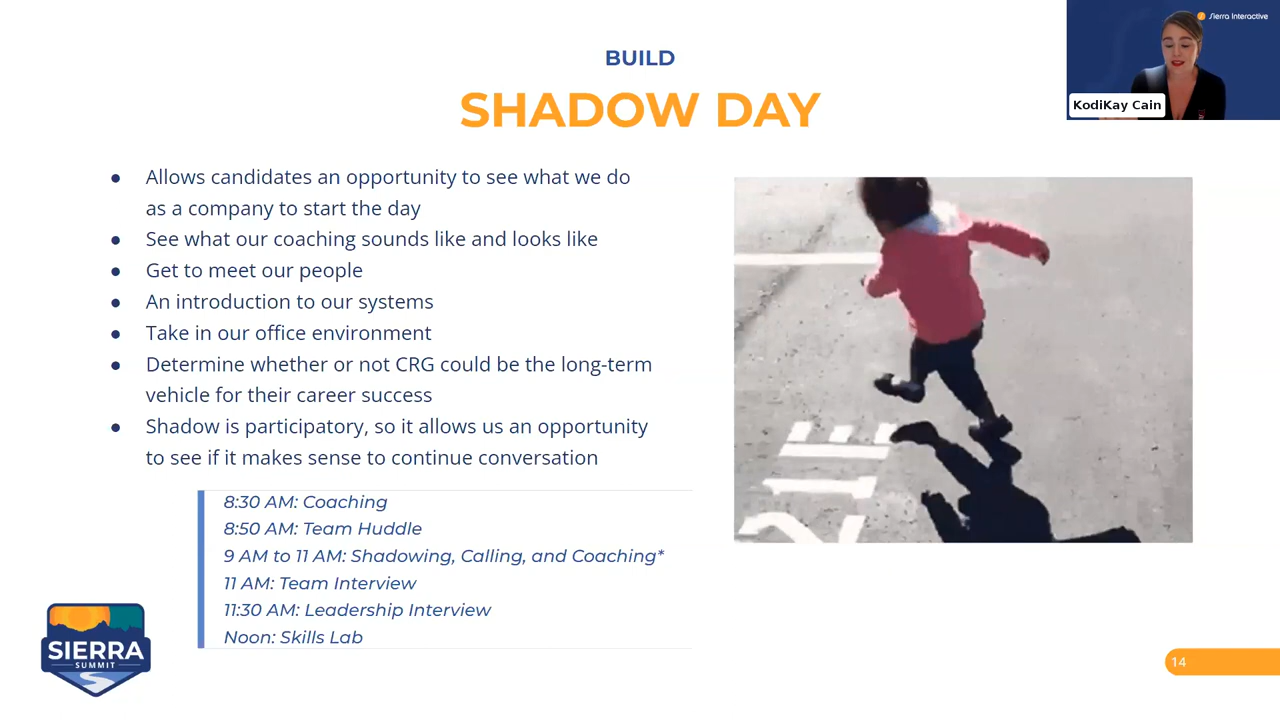 BUILD
SHADOW DAY
Sierra Interactive
KodiKay Cain
● Allows candidates an opportunity to see what we do
as a company to start the day
● See what our coaching sounds like and looks like
● Get to meet our people
● An introduction to our systems
● Take in our office environment
● Determine whether or not CRG could be the long-term
vehicle for their career success
● Shadow is participatory, so it allows us an opportunity
to see if it makes sense to continue conversation
8:30 AM: Coaching
8:50 AM: Team Huddle
9 AM to 11 AM: Shadowing, Calling, and Coaching*
11 AM: Team Interview
11:30 AM: Leadership Interview
Noon: Skills Lab
SIERRA
SUMMIT
14